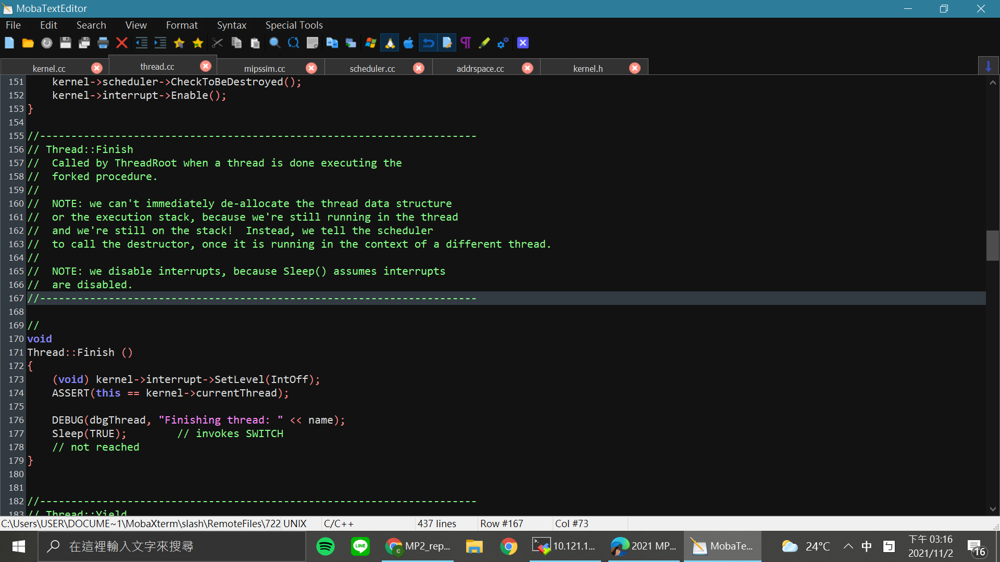 MobaTextEditor
File Edit Search View Format Syntax Special Tools
kernel.cc thread.cc mipssim.cc scheduler.cc addrspace.cc kernel.h
151     kernel->scheduler->CheckToBeDestroyed();
152     kernel->interrupt->Enable();
153 }
154
155 //----------------------------------------------------------------------
156 // Thread::Finish
157 //  Called by ThreadRoot when a thread is done executing the
158 //  forked procedure.
159 //
160 //  NOTE: we can't immediately de-allocate the thread data structure
161 //  or the execution stack, because we're still running in the thread
162 //  and we're still on the stack!  Instead, we tell the scheduler
163 //  to call the destructor, once it is running in the context of a different thread.
164 //
165 //  NOTE: we disable interrupts, because Sleep() assumes interrupts
166 //  are disabled.
167 //----------------------------------------------------------------------
168
169 //
170 void
171 Thread::Finish ()
172 {
173     (void) kernel->interrupt->SetLevel(IntOff);
174     ASSERT(this == kernel->currentThread);
175
176     DEBUG(dbgThread, "Finishing thread: " << name);
177     Sleep(TRUE);        // invokes SWITCH
178     // not reached
179 }
180
181
182 //----------------------------------------------------------------------
183 // Thread::Yield
C:\Users\USER\DOCUME~1\MobaXterm\slash\RemoteFiles\722 UNIX C/C++ 437 lines Row #167 Col #73
在這裡輸入文字來搜尋 LINE C MP2_rep... 10.121.1... 2021 MP... MobaTe... 24°C 中 ㄅ 下午 03:16
2021/11/2 16